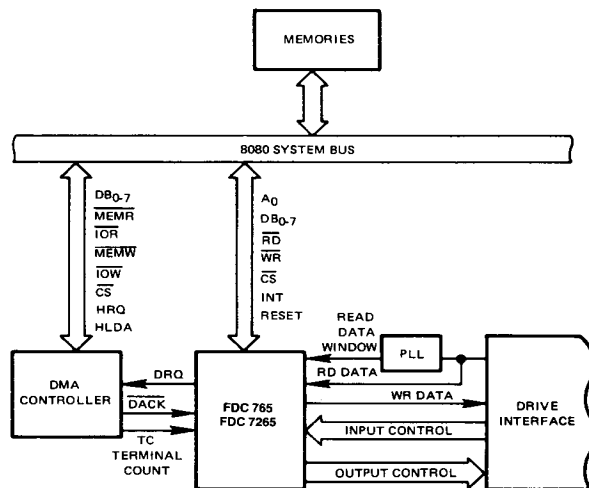 MEMORIES
8080 SYSTEM BUS
DB0-7
MEMR
IOR
MEMW
IOW
CS
HRQ
HLDA
A0
DB0-7
RD
WR
CS
INT
RESET
READ
DATA
WINDOW
PLL
RD DATA
DMA
CONTROLLER
DRQ
DACK
TC
TERMINAL
COUNT
FDC 765
FDC 7265
WR DATA
INPUT CONTROL
OUTPUT CONTROL
DRIVE
INTERFACE